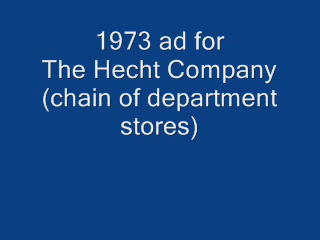 1973 ad for
The Hecht Company
(chain of department
stores)